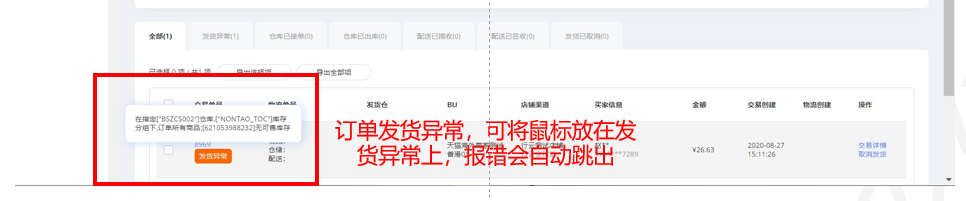 全部(1) 发货异常(1) 仓库已接单(0) 仓库已出库(0) 配送已揽收(0) 配送已签收(0) 发货已取消(0)
已选择 0 项 / 共1 项 导出选择项 导出全部项
交易单号 物流单号 发货仓 BU 店铺渠道 买家信息 金额 交易创建 物流创建 操作
在指定["BSZCS002"]仓库,["NONTAO_TOC"]库存
分组下,订单所有商品:[621053988232]无可售库存
8969
仓储：
发货异常
配送：
订单发货异常，可将鼠标放在发
货异常上，报错会自动跳出
香港
**7289
¥26.63
2020-08-27
15:11:26
交易详情
取消发货